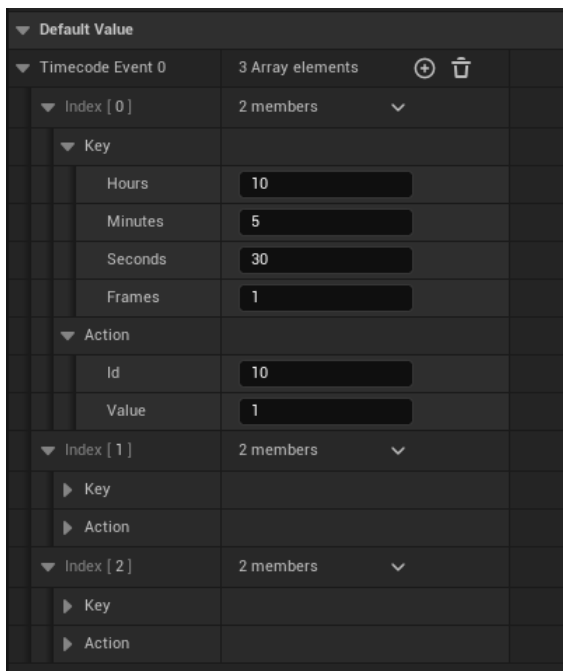 Default Value
Timecode Event 0 3 Array elements
Index [ 0 ] 2 members
Key
Hours 10
Minutes 5
Seconds 30
Frames 1
Action
Id 10
Value 1
Index [ 1 ] 2 members
Key
Action
Index [ 2 ] 2 members
Key
Action